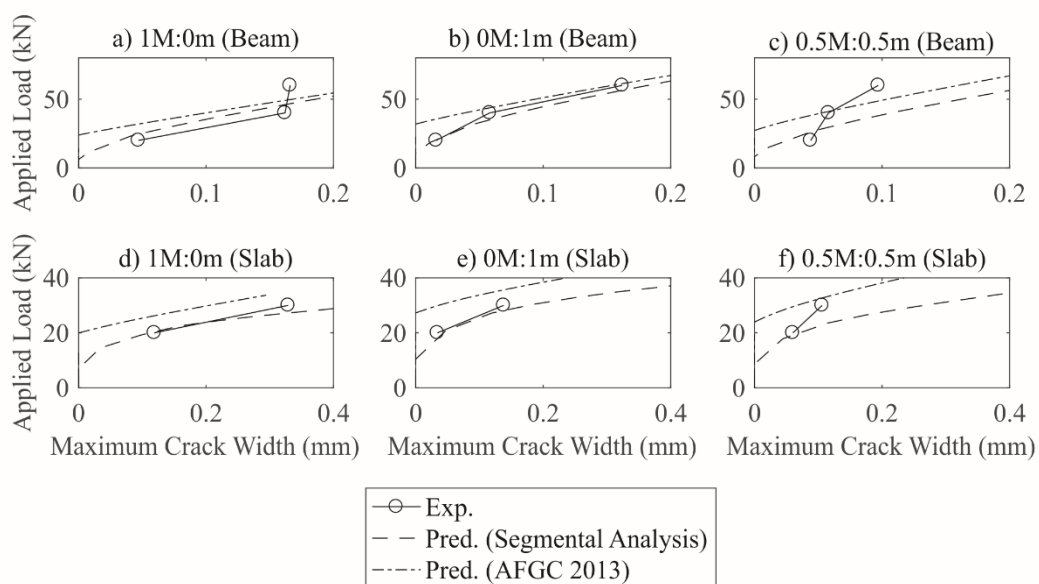 a) 1M:0m (Beam)
b) 0M:1m (Beam)
c) 0.5M:0.5m (Beam)
Applied Load (kN)
50
0
0 0.1 0.2
50
0
0 0.1 0.2
50
0
0 0.1 0.2
d) 1M:0m (Slab)
e) 0M:1m (Slab)
f) 0.5M:0.5m (Slab)
Applied Load (kN)
40
20
0
0 0.2 0.4
40
20
0
0 0.2 0.4
40
20
0
0 0.2 0.4
Maximum Crack Width (mm)
Maximum Crack Width (mm)
Maximum Crack Width (mm)
Exp.
Pred. (Segmental Analysis)
Pred. (AFGC 2013)